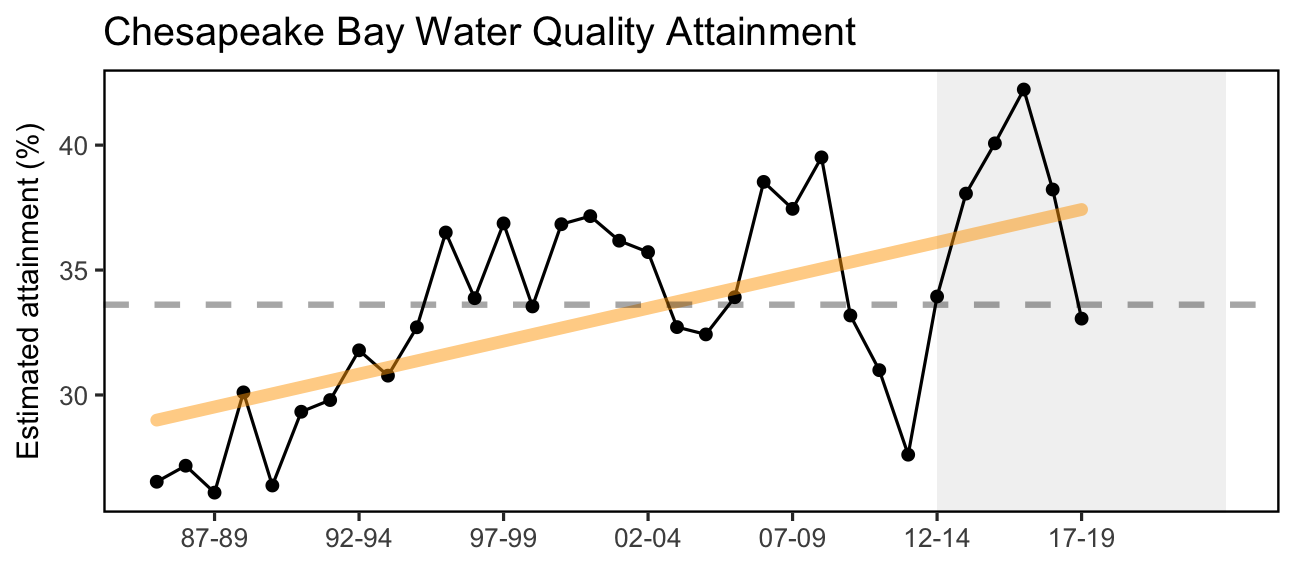 Chesapeake Bay Water Quality Attainment
Estimated attainment (%)
40
35
30
87-89 92-94 97-99 02-04 07-09 12-14 17-19